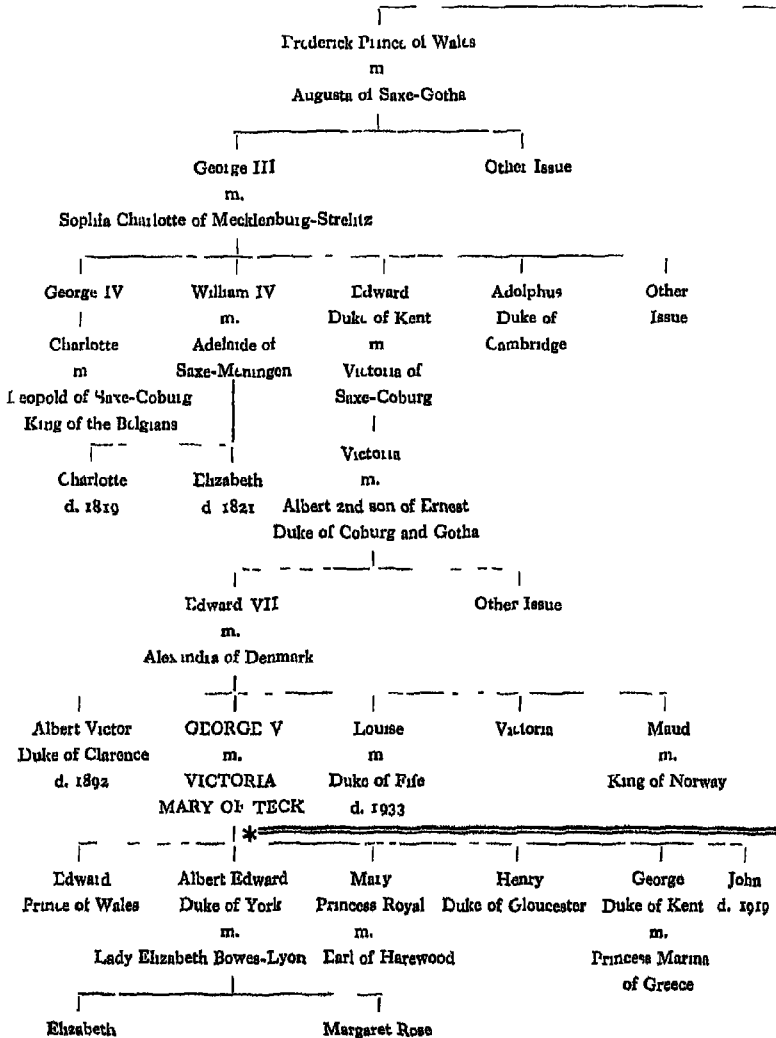 Frederick Prince of Wales
m
Augusta of Saxe-Gotha
George III
Other Issue
m.
Sophia Charlotte of Mecklenburg-Strelitz
George IV
William IV
Edward
Adolphus
Other
m.
Duke of Kent
Duke of
Issue
Charlotte
Adelaide of
m
Cambridge
m
Saxe-Meningen
Victoria of
Leopold of Saxe-Coburg
Saxe-Coburg
King of the Belgians
Victoria
Charlotte
Elizabeth
m.
d. 1819
d 1821
Albert 2nd son of Ernest
Duke of Coburg and Gotha
Edward VII
Other Issue
m.
Alexandra of Denmark
Albert Victor
GEORGE V
Louise
Victoria
Maud
Duke of Clarence
m.
m
m.
d. 1892
VICTORIA
Duke of Fife
King of Norway
MARY OF TECK
d. 1933
*
Edward
Albert Edward
Mary
Henry
George
John
Prince of Wales
Duke of York
Princess Royal
Duke of Gloucester
Duke of Kent
d. 1919
m.
m.
m.
Lady Elizabeth Bowes-Lyon
Earl of Harewood
Princess Marina
of Greece
Elizabeth
Margaret Rose